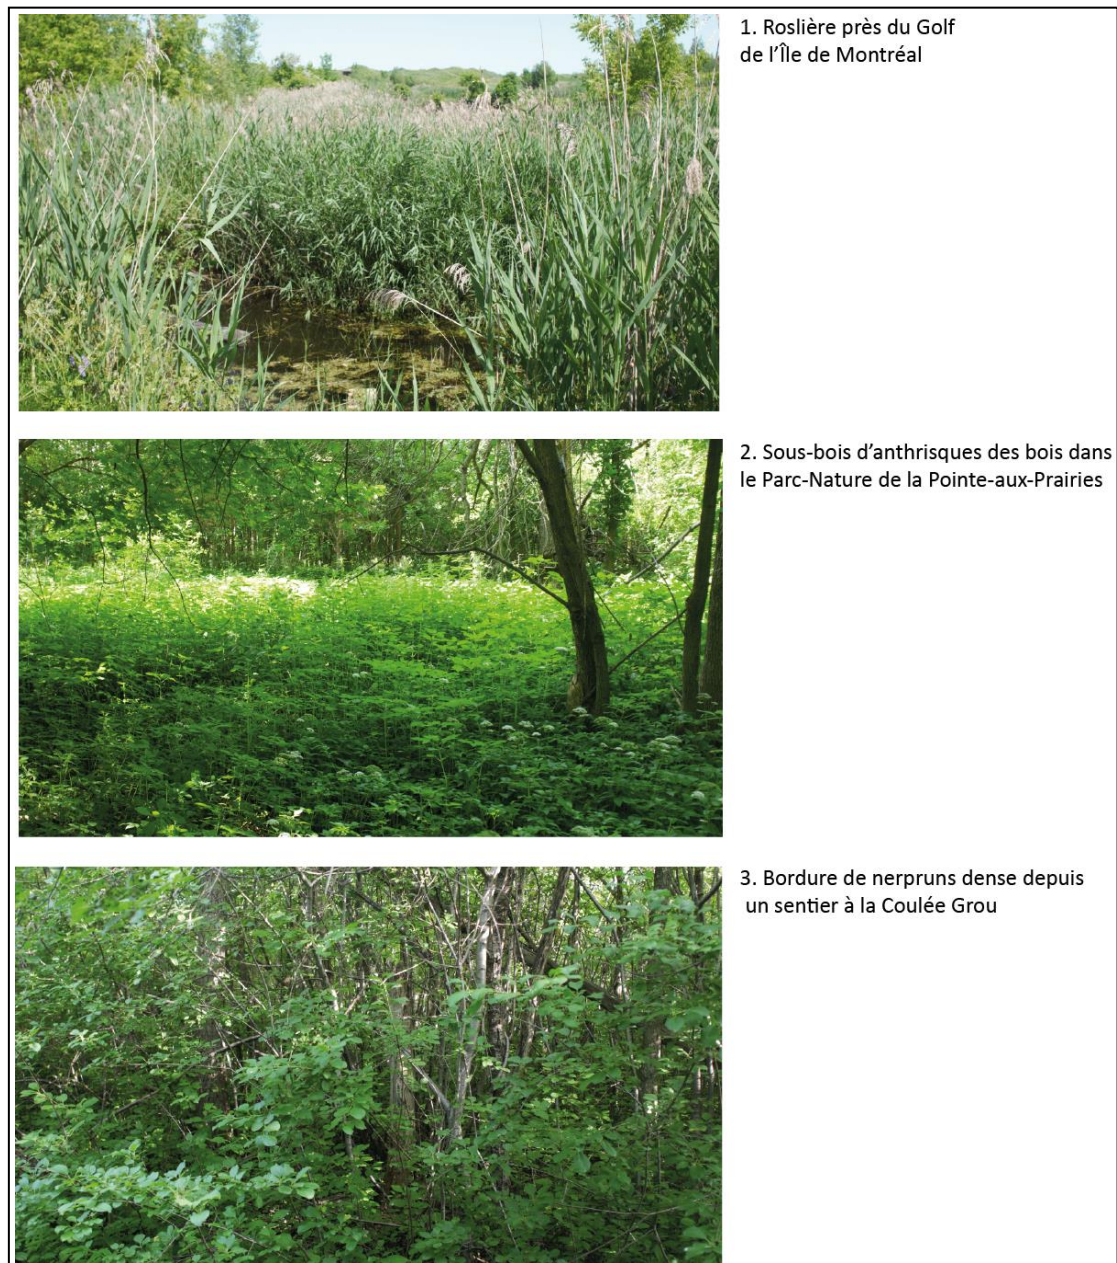 1. Roslière près du Golf
de l'Île de Montréal
2. Sous-bois d'anthrisques des bois dans
le Parc-Nature de la Pointe-aux-Prairies
3. Bordure de nerpruns dense depuis
un sentier à la Coulée Grou